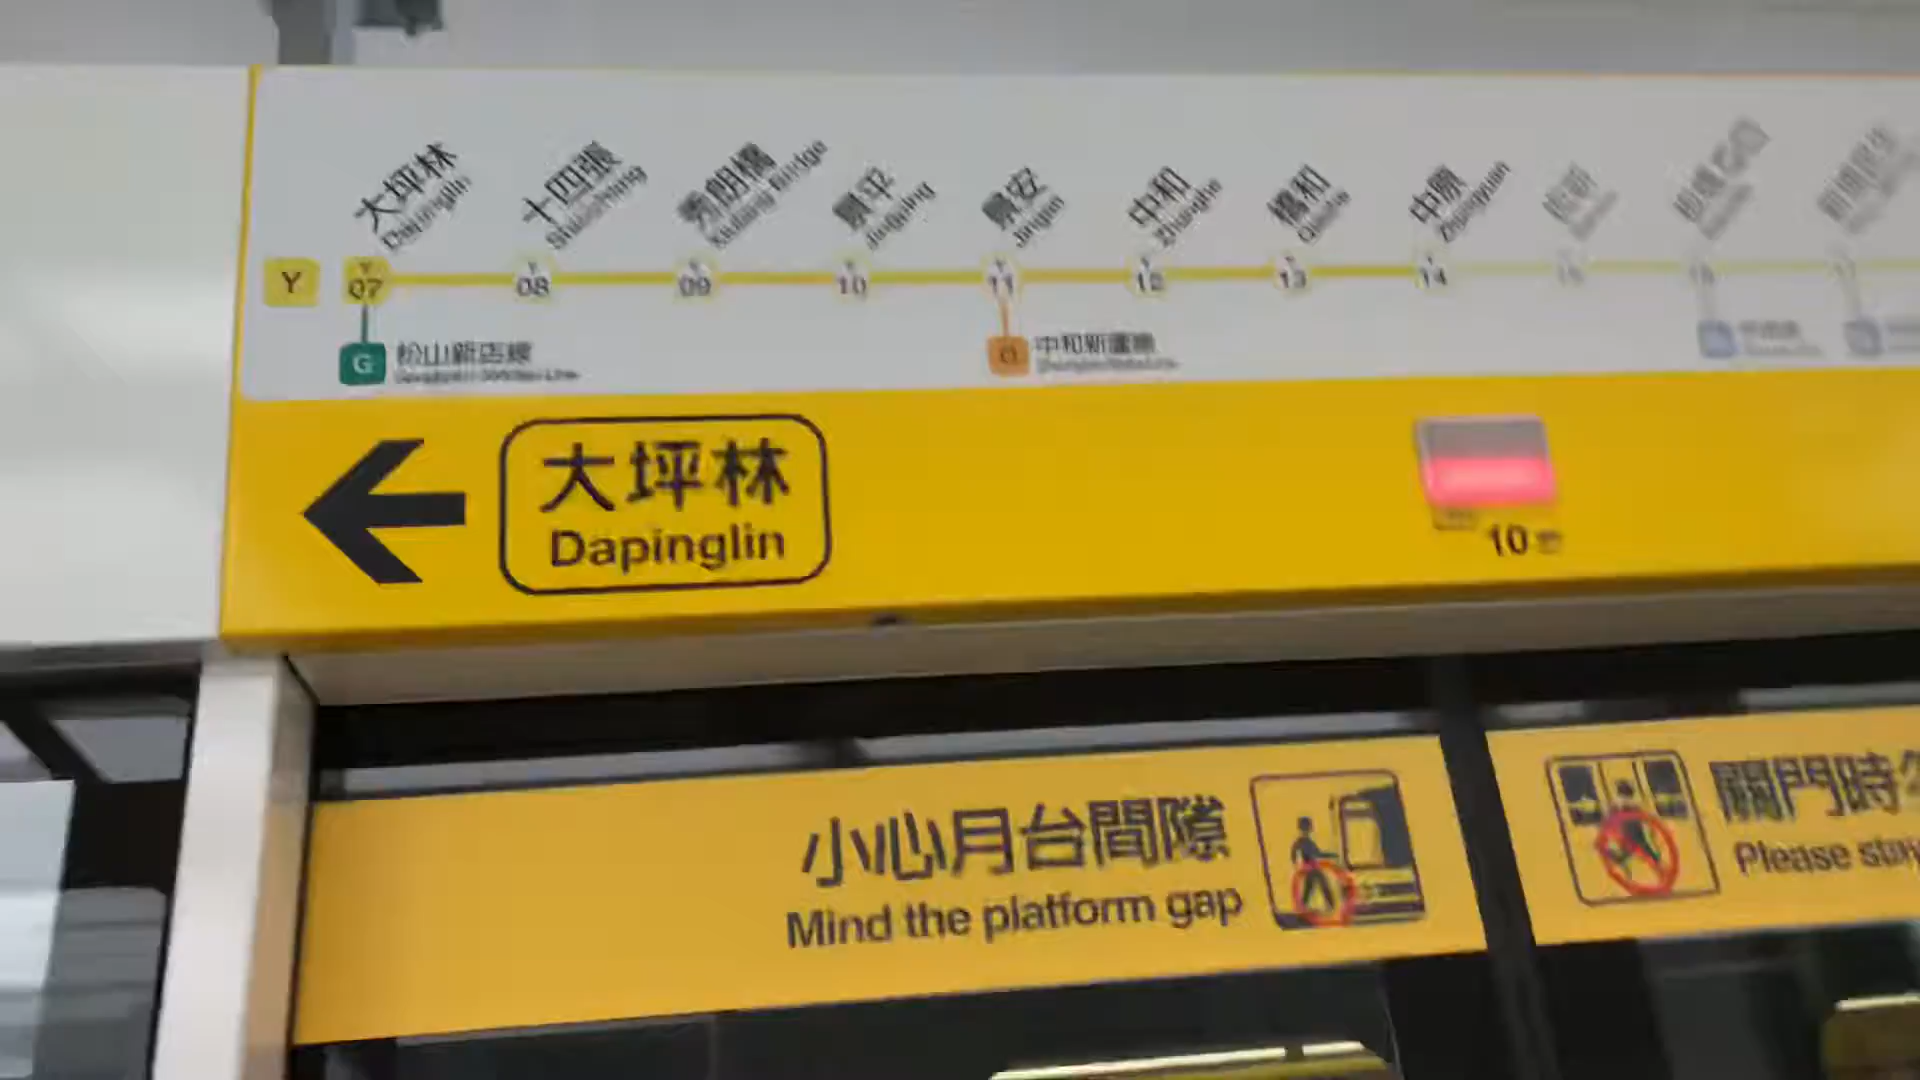 大坪林
Dapinglin
十四張
Shisizhang
秀朗橋
Xiulang Bridge
景平
Jingping
景安
Jingan
中和
Zhonghe
橋和
Qiaohe
中原
Zhongyuan
Y
Y 07
08
09
10
11
12
13
14
G
松山新店線
O
中和新蘆線
大坪林
Dapinglin
10
小心月台間隙
Mind the platform gap
關門時
Please